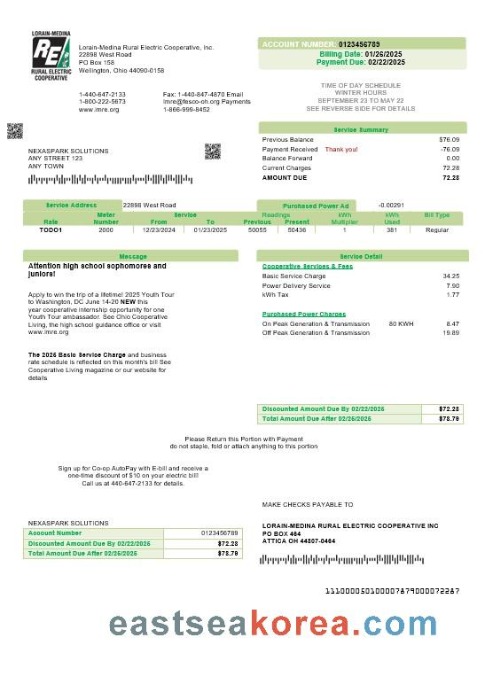 LORAIN-MEDINA
RE
RURAL ELECTRIC
COOPERATIVE
Lorain-Medina Rural Electric Cooperative, Inc.
22898 West Road
PO Box 158
Wellington, Ohio 44090-0158
1-440-647-2133 Fax: 1-440-847-4870 Email
1-800-222-5673 lmre@fesco-oh.org Payments
www.lmre.org 1-866-999-8452
ACCOUNT NUMBER: 0123456789
Billing Date: 01/26/2025
Payment Due: 02/22/2025
TIME OF DAY SCHEDULE
WINTER HOURS
SEPTEMBER 23 TO MAY 22
SEE REVERSE SIDE FOR DETAILS
NEXASPARK SOLUTIONS
ANY STREET 123
ANY TOWN
Service Summary
Previous Balance $76.09
Payment Received Thank you! -76.09
Balance Forward 0.00
Current Charges 72.28
AMOUNT DUE 72.28
Service Address 22898 West Road Purchased Power Ad -0.00291
Meter Service Readings kWh kWh Bill Type
Rate Number From To Previous Present Multiplier Used
TODO1 2000 12/23/2024 01/23/2025 50055 50436 1 381 Regular
Message
Attention high school sophomores and
juniors!
Apply to win the trip of a lifetime! 2025 Youth Tour
to Washington, DC June 14-20 NEW this
year cooperative internship opportunity for one
Youth Tour ambassador. See Ohio Cooperative
Living, the high school guidance office or visit
www.lmre.org
The 2025 Basic Service Charge and business
rate schedule is reflected on this month's bill See
Cooperative Living magazine or our website for
details
Service Detail
Cooperative Services & Fees
Basic Service Charge 34.25
Power Delivery Service 7.90
kWh Tax 1.77
Purchased Power Charges
On Peak Generation & Transmission 80 KWH 8.47
Off Peak Generation & Transmission 19.89
Discounted Amount Due By 02/22/2025 $72.28
Total Amount Due After 02/25/2025 $78.79
Please Return this Portion with Payment
do not staple, fold or attach anything to this portion
Sign up for Co-op AutoPay with E-bill and receive a
one-time discount of $10 on your electric bill!
Call us at 440-647-2133 for details.
MAKE CHECKS PAYABLE TO
NEXASPARK SOLUTIONS
Account Number 0123456789
Discounted Amount Due By 02/22/2025 $72.28
Total Amount Due After 02/25/2025 $78.79
LORAIN-MEDINA RURAL ELECTRIC COOPERATIVE INC
PO BOX 464
ATTICA OH 44807-0464
eastseakorea.com